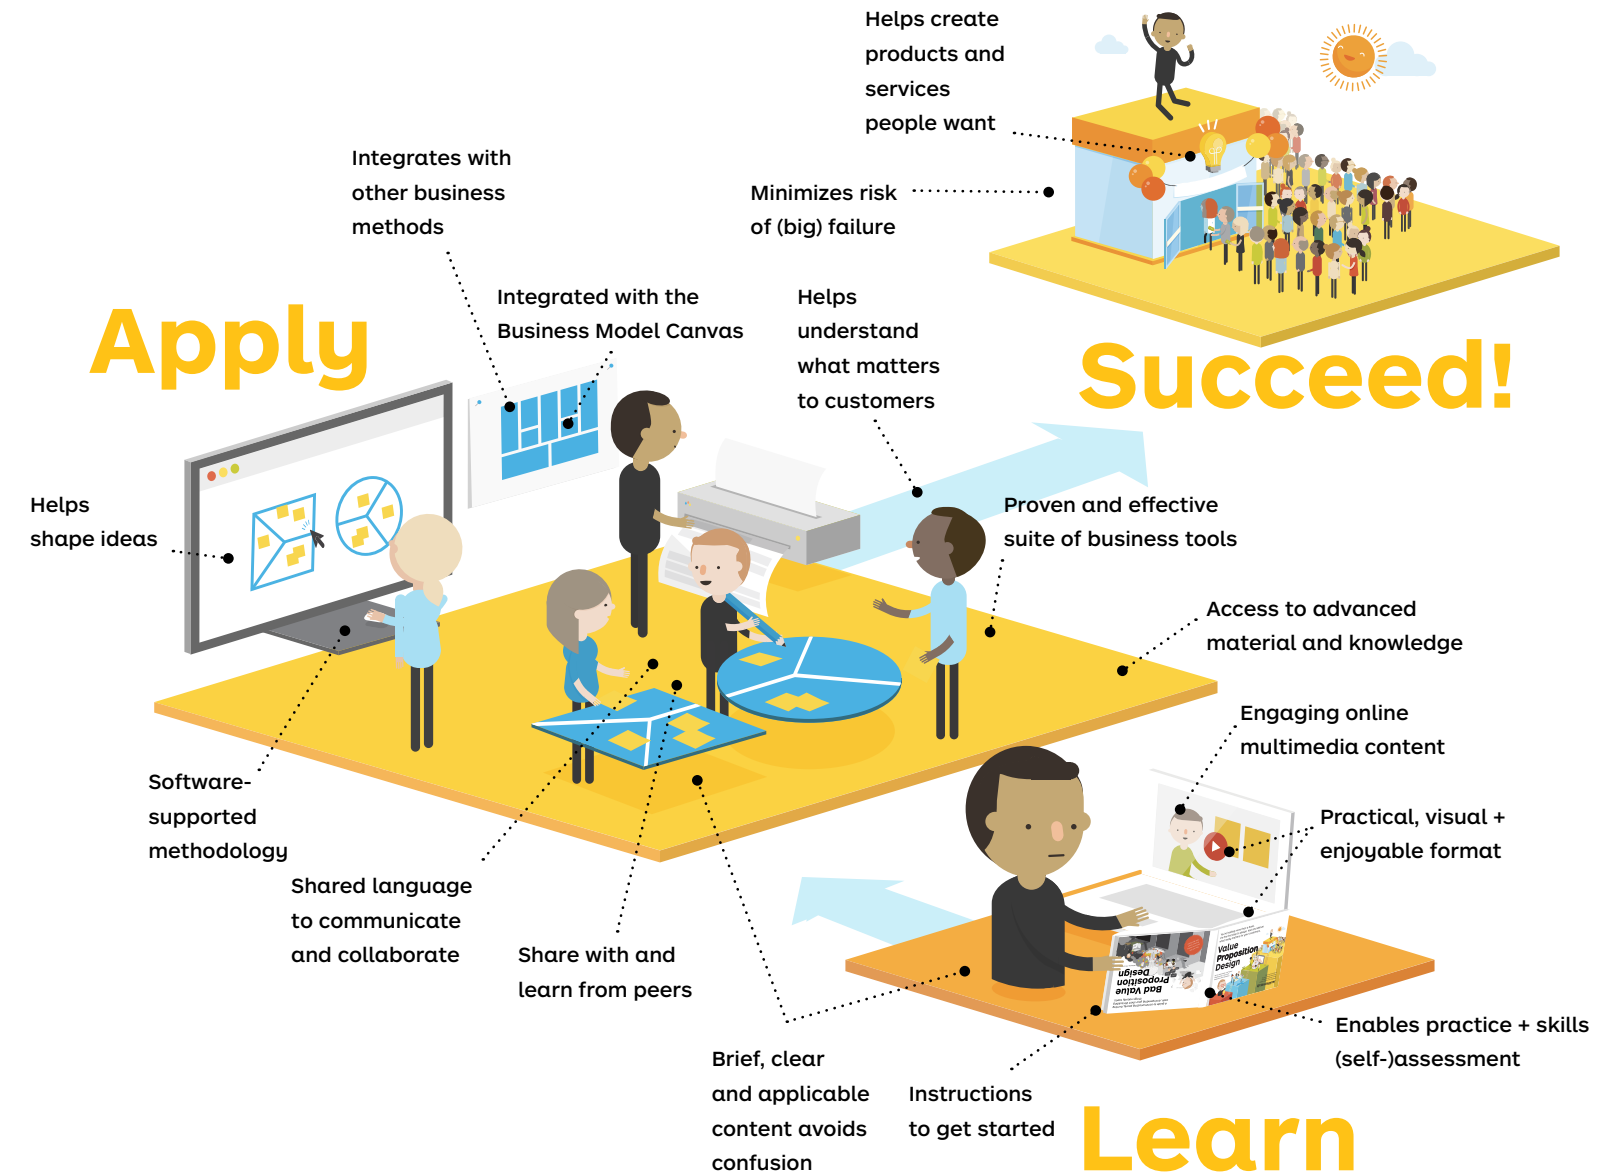 Helps create
products and
services
people want
Integrates with
other business
methods
Minimizes risk
of (big) failure
Apply
Integrated with the
Business Model Canvas
Helps
understand
what matters
to customers
Succeed!
Helps
shape ideas
Proven and effective
suite of business tools
Access to advanced
material and knowledge
Engaging online
multimedia content
Software-
supported
methodology
Practical, visual +
enjoyable format
Shared language
to communicate
and collaborate
Share with and
learn from peers
Value
Proposition
Design
Bad Value
Proposition
Design
Enables practice + skills
(self-)assessment
Brief, clear
and applicable
content avoids
confusion
Instructions
to get started
Learn